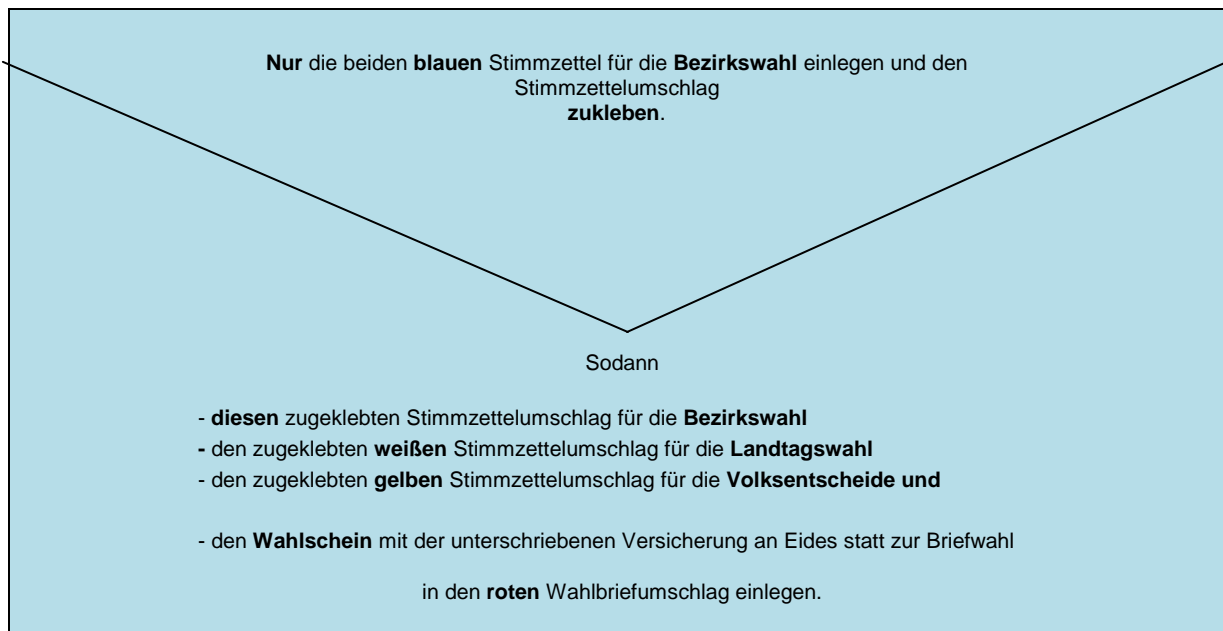 Nur die beiden blauen Stimmzettel für die Bezirkswahl einlegen und den
Stimmzettelumschlag
zukleben.
Sodann
- diesen zugeklebten Stimmzettelumschlag für die Bezirkswahl
- den zugeklebten weißen Stimmzettelumschlag für die Landtagswahl
- den zugeklebten gelben Stimmzettelumschlag für die Volksentscheide und
- den Wahlschein mit der unterschriebenen Versicherung an Eides statt zur Briefwahl
in den roten Wahlbriefumschlag einlegen.